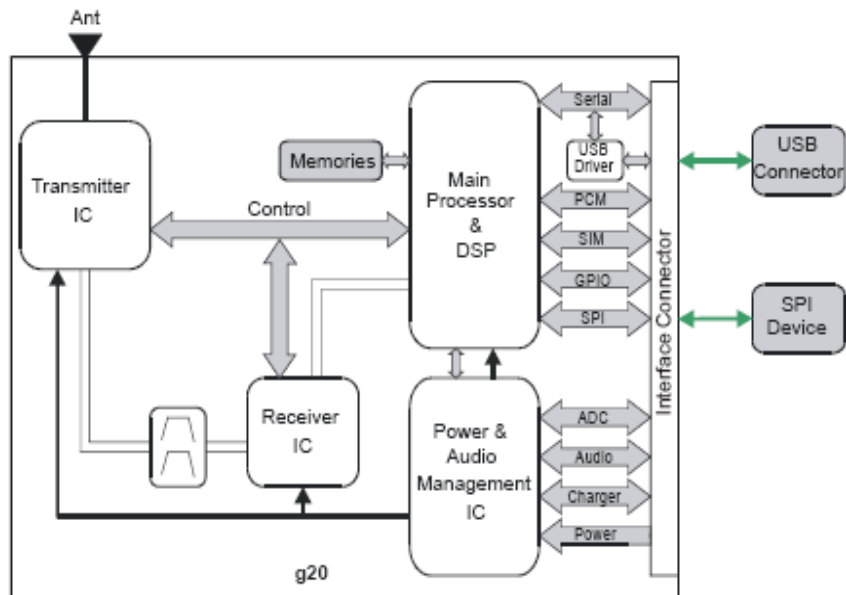 Ant
Transmitter
IC
Memories
Control
Main
Processor
&
DSP
Serial
USB
Driver
PCM
SIM
GPIO
SPI
Interface Connector
USB
Connector
SPI
Device
Receiver
IC
Power &
Audio
Management
IC
ADC
Audio
Charger
Power
g20